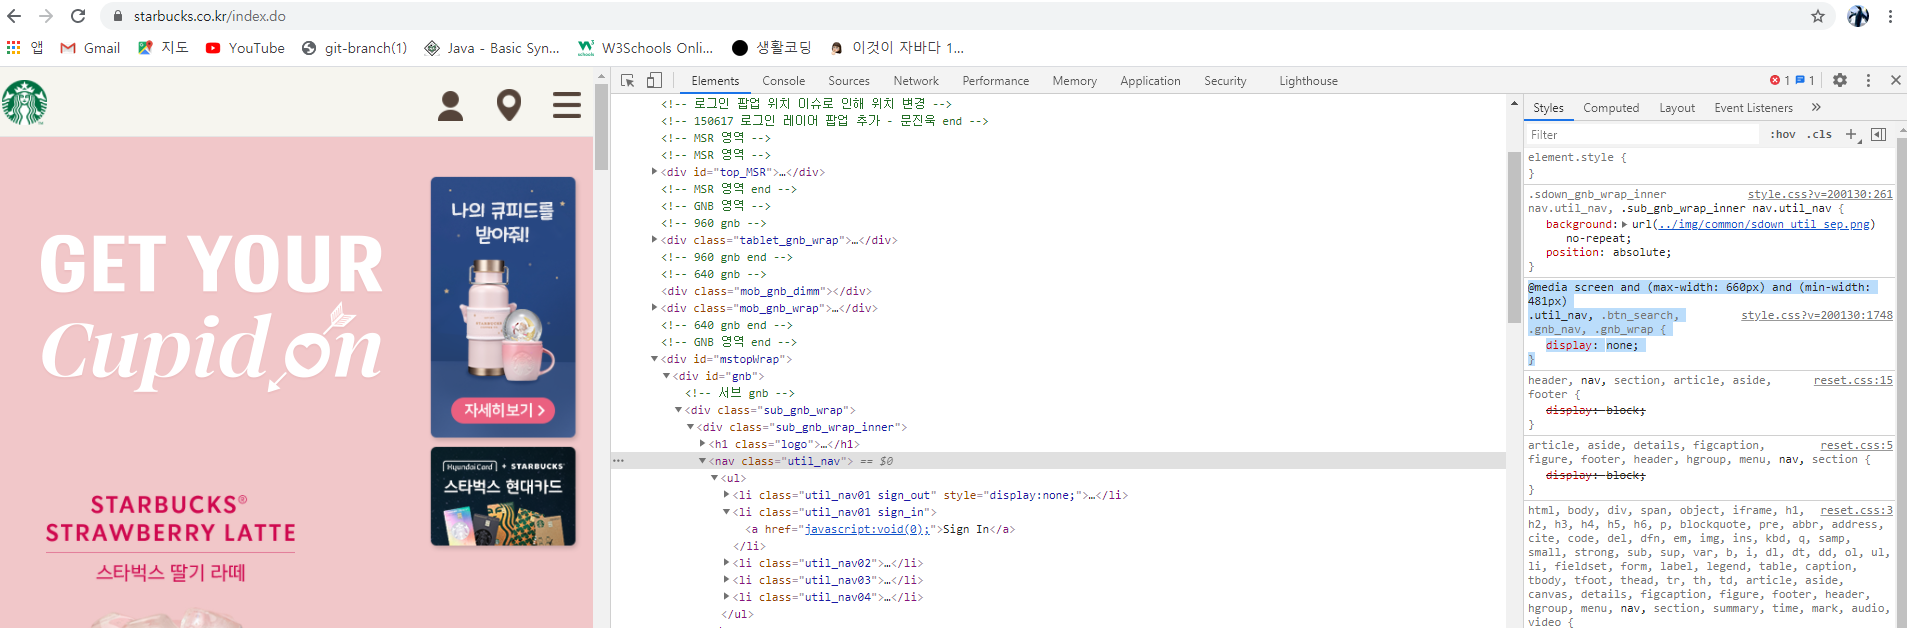 starbucks.co.kr/index.do
앱 Gmail 지도 YouTube git-branch(1) Java - Basic Syn... W3Schools Onli... 생활코딩 이것이 자바다 1...
GET YOUR
Cupid on
STARBUCKS®
STRAWBERRY LATTE
스타벅스 딸기 라떼
나의 큐피드를
받아줘!
자세히보기 >
HyundaiCard + STARBUCKS
스타벅스 현대카드
Elements Console Sources Network Performance Memory Application Security Lighthouse 1 1
<!-- 로그인 팝업 위치 이슈로 인해 위치 변경 -->
<!-- 150617 로그인 레이어 팝업 추가 - 문진욱 end -->
<!-- MSR 영역 -->
<!-- MSR 영역 -->
<div id="top_MSR">…</div>
<!-- MSR 영역 end -->
<!-- GNB 영역 -->
<!-- 960 gnb -->
<div class="tablet_gnb_wrap">…</div>
<!-- 960 gnb end -->
<!-- 640 gnb -->
<div class="mob_gnb_dimm"></div>
<div class="mob_gnb_wrap">…</div>
<!-- 640 gnb end -->
<!-- GNB 영역 end -->
<div id="mstopWrap">
<div id="gnb">
<!-- 서브 gnb -->
<div class="sub_gnb_wrap">
<div class="sub_gnb_wrap_inner">
<h1 class="logo">…</h1>
<nav class="util_nav"> == $0
<ul>
<li class="util_nav01 sign_out" style="display:none;">…</li>
<li class="util_nav01 sign_in">
<a href="javascript:void(0);">Sign In</a>
</li>
<li class="util_nav02">…</li>
<li class="util_nav03">…</li>
<li class="util_nav04">…</li>
</ul>
Styles Computed Layout Event Listeners »
Filter :hov .cls +
element.style {
}
.sdown_gnb_wrap_inner style.css?v=200130:261
nav.util_nav, .sub_gnb_wrap_inner nav.util_nav {
background: url(../img/common/sdown_util_sep.png)
no-repeat;
position: absolute;
}
@media screen and (max-width: 660px) and (min-width:
481px)
.util_nav, .btn_search, style.css?v=200130:1748
.gnb_nav, .gnb_wrap {
display: none;
}
header, nav, section, article, aside, reset.css:15
footer {
display: block;
}
article, aside, details, figcaption, reset.css:5
figure, footer, header, hgroup, menu, nav, section {
display: block;
}
html, body, div, span, object, iframe, h1, reset.css:3
h2, h3, h4, h5, h6, p, blockquote, pre, abbr, address,
cite, code, del, dfn, em, img, ins, kbd, q, samp,
small, strong, sub, sup, var, b, i, dl, dt, dd, ol, ul,
li, fieldset, form, label, legend, table, caption,
tbody, tfoot, thead, tr, th, td, article, aside,
canvas, details, figcaption, figure, footer, header,
hgroup, menu, nav, section, summary, time, mark, audio,
video {